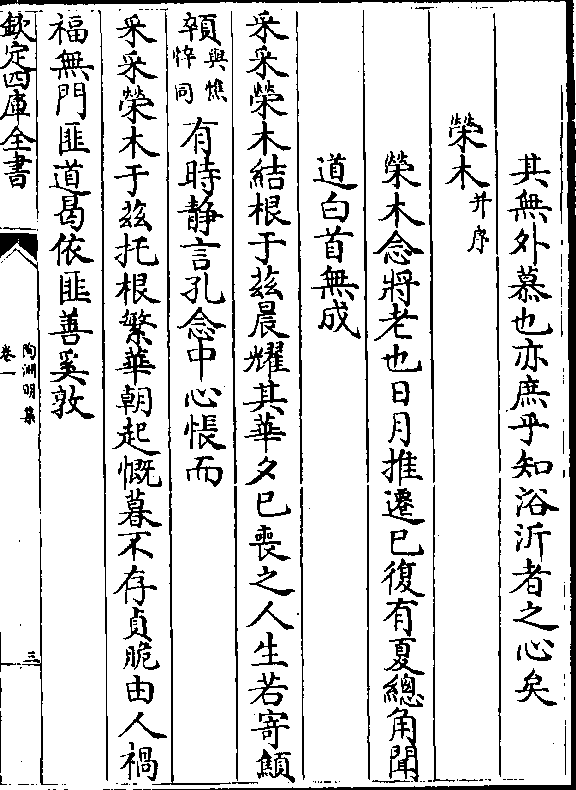 其無外慕也亦庶乎知浴沂者之心矣
榮木并序
榮木念將老也日月推遷已復有夏總角聞
道白首無成
采采榮木結根于兹晨耀其華夕已喪之人生若寄顦
顇與憔悴同有時静言孔念中心悵而
采采榮木于兹托根繁華朝起慨暮不存貞脆由人禍
福無門匪道曷依匪善奚敦
欽定四庫全書
陶淵明集
卷一
三